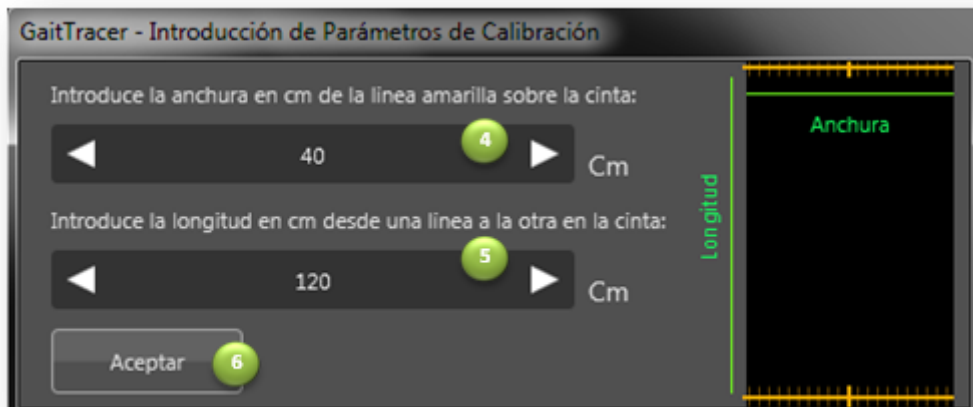 GaitTracer - Introducción de Parámetros de Calibración
Introduce la anchura en cm de la linea amarilla sobre la cinta:
40
4
Cm
Introduce la longitud en cm desde una linea a la otra en la cinta:
120
5
Cm
Aceptar
6
Longitud
Anchura